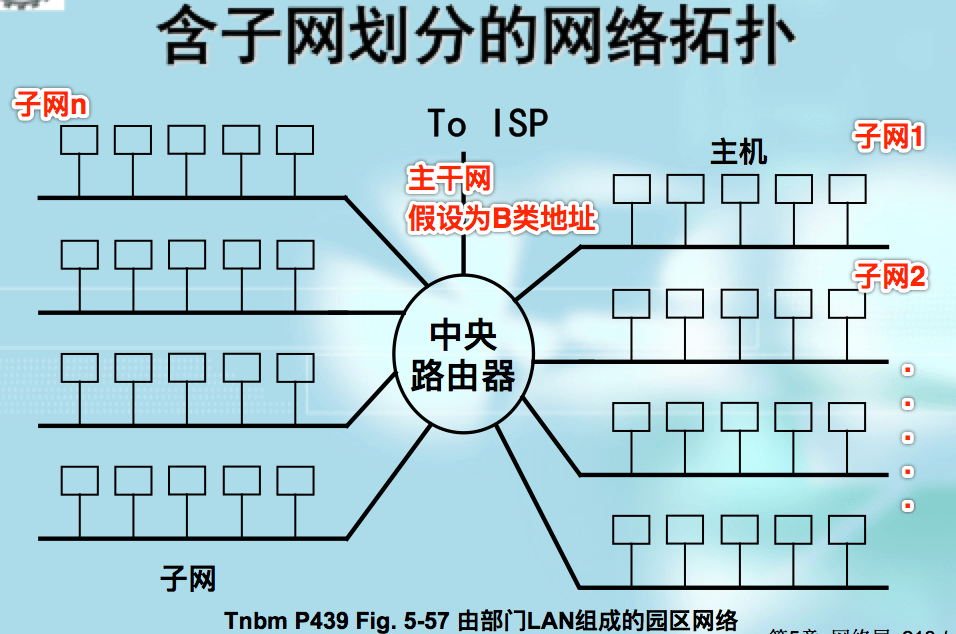 含子网划分的网络拓扑
子网n
To ISP
主机
子网1
主干网
假设为B类地址
子网2
中央
路由器
子网
Tnbm P439 Fig. 5-57 由部门LAN组成的园区网络